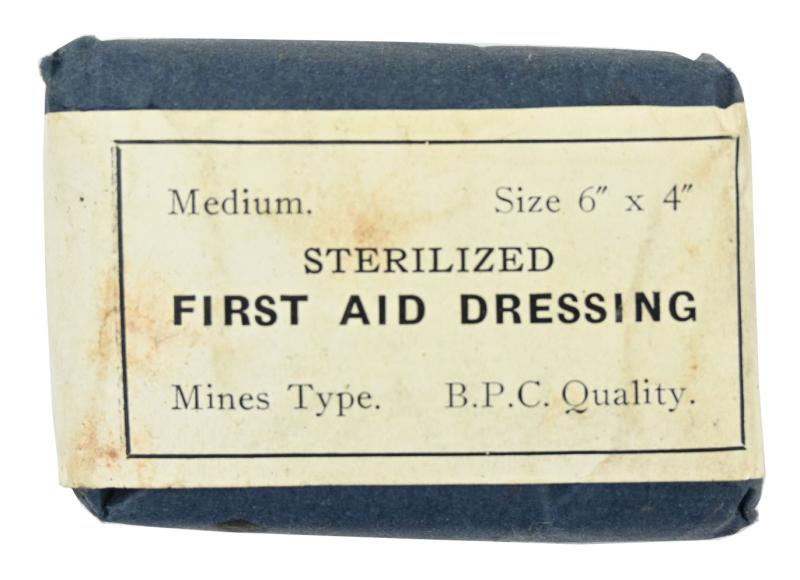 Medium. Size 6″ x 4″
STERILIZED
FIRST AID DRESSING
Mines Type. B.P.C. Quality.